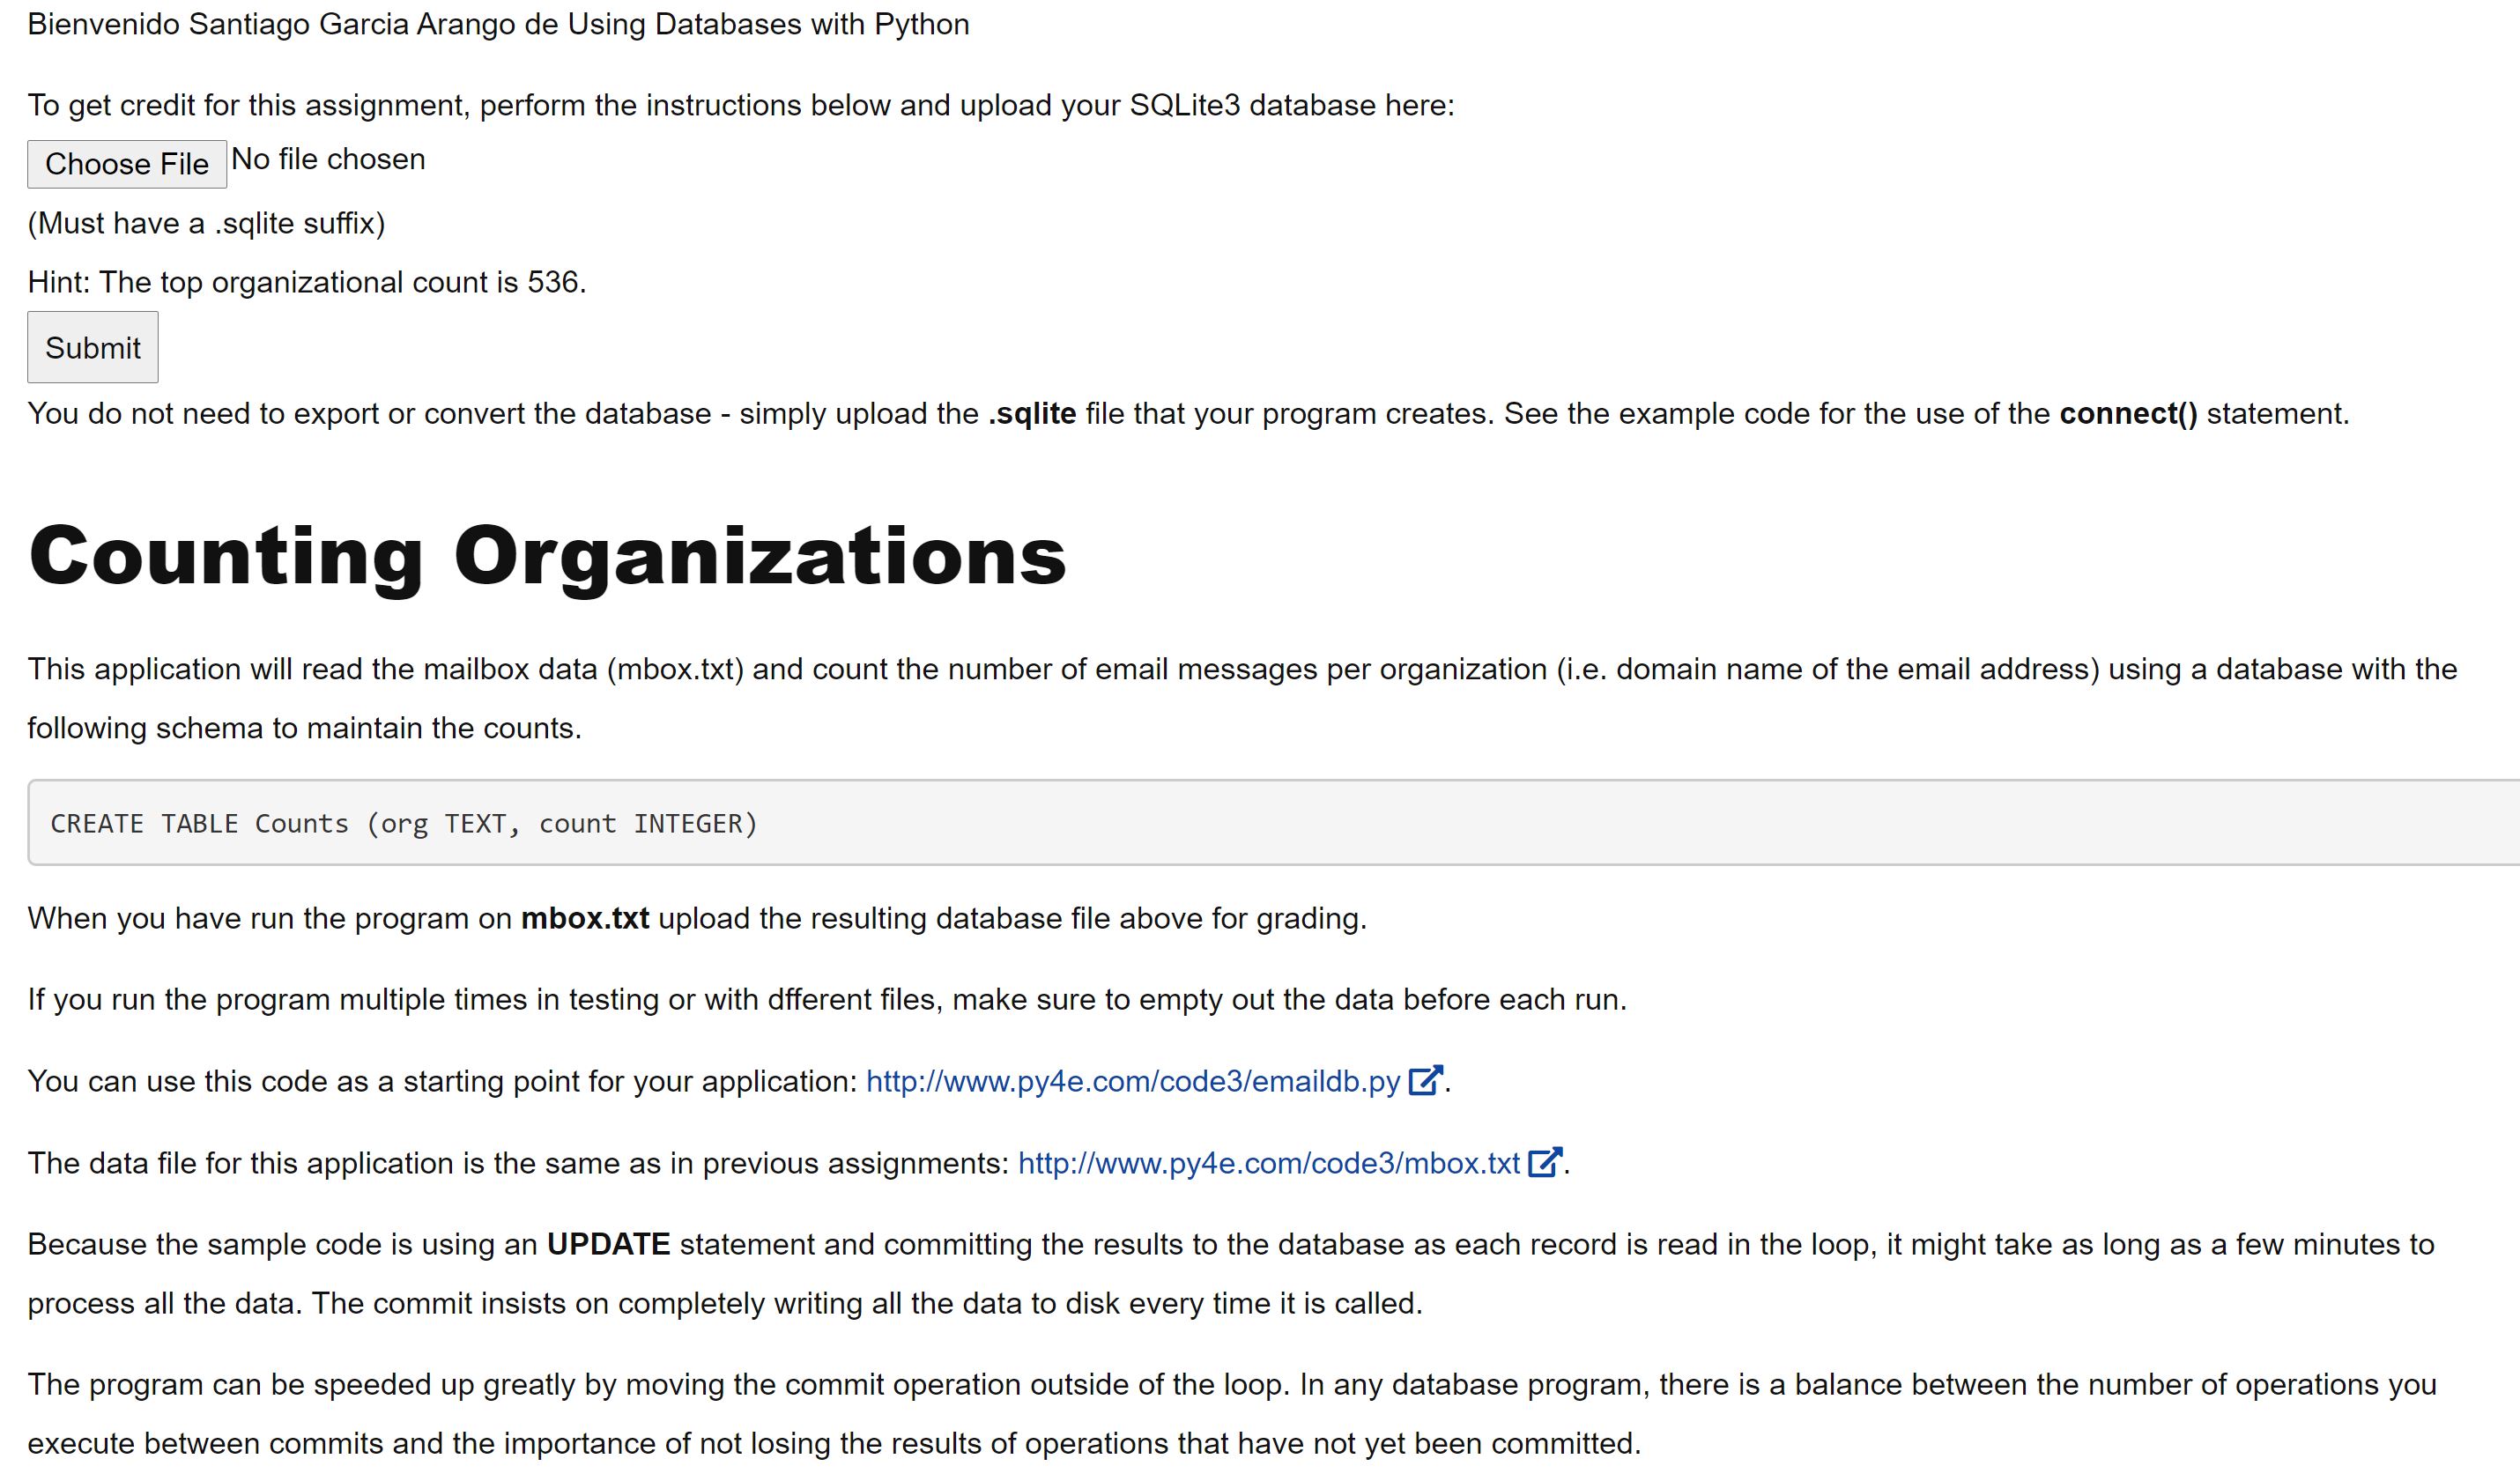 Bienvenido Santiago Garcia Arango de Using Databases with Python
To get credit for this assignment, perform the instructions below and upload your SQLite3 database here:
Choose File No file chosen
(Must have a .sqlite suffix)
Hint: The top organizational count is 536.
Submit
You do not need to export or convert the database - simply upload the .sqlite file that your program creates. See the example code for the use of the connect() statement.
Counting Organizations
This application will read the mailbox data (mbox.txt) and count the number of email messages per organization (i.e. domain name of the email address) using a database with the
following schema to maintain the counts.
CREATE TABLE Counts (org TEXT, count INTEGER)
When you have run the program on mbox.txt upload the resulting database file above for grading.
If you run the program multiple times in testing or with dfferent files, make sure to empty out the data before each run.
You can use this code as a starting point for your application: http://www.py4e.com/code3/emaildb.py .
The data file for this application is the same as in previous assignments: http://www.py4e.com/code3/mbox.txt .
Because the sample code is using an UPDATE statement and committing the results to the database as each record is read in the loop, it might take as long as a few minutes to
process all the data. The commit insists on completely writing all the data to disk every time it is called.
The program can be speeded up greatly by moving the commit operation outside of the loop. In any database program, there is a balance between the number of operations you
execute between commits and the importance of not losing the results of operations that have not yet been committed.